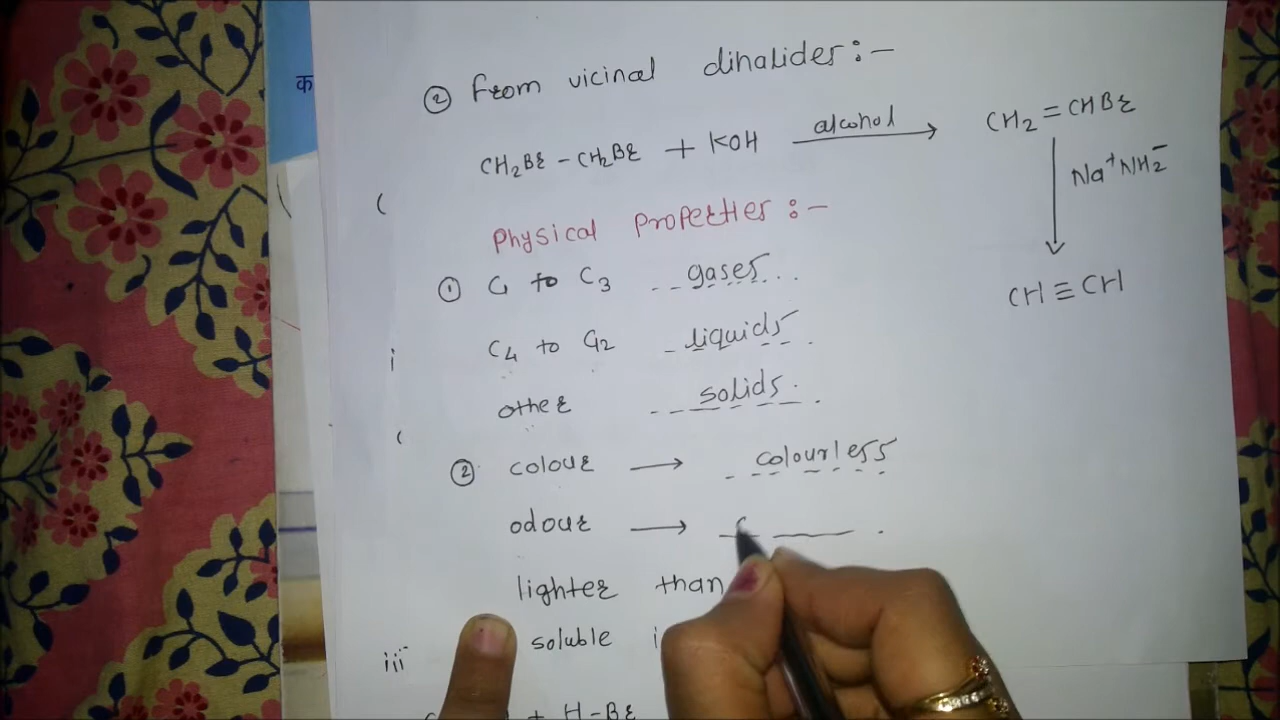 क
② From vicinal dihalides :-
CH₂Br - CH₂Br + KOH alcohol → CH₂ = CHBr
Na⁺NH₂⁻
Physical Properties :-
① C₁ to C₃ gases
CH ≡ CH
C₄ to C₁₂ liquids
other solids
② colour → colourless
odour →
lighter than
soluble i
iii
+ H-Br